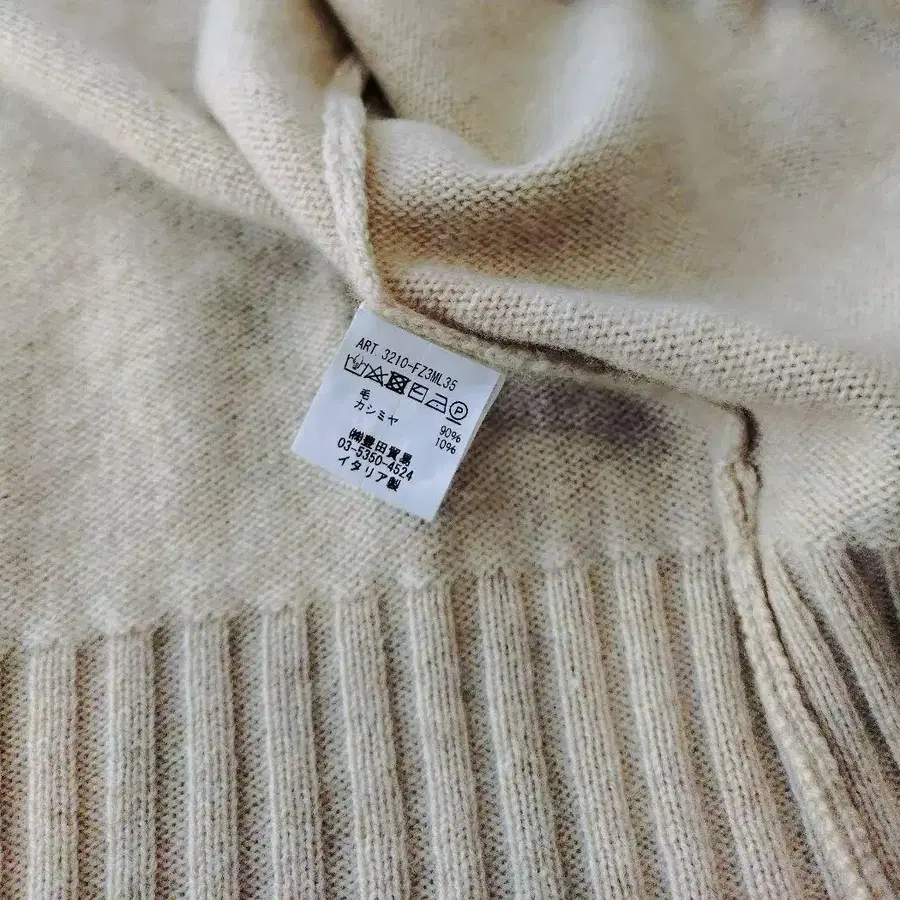 ART. 3210-FZ3ML35
毛 90%
カシミヤ 10%
㈱豊田貿易
03-5350-4524
イタリア製